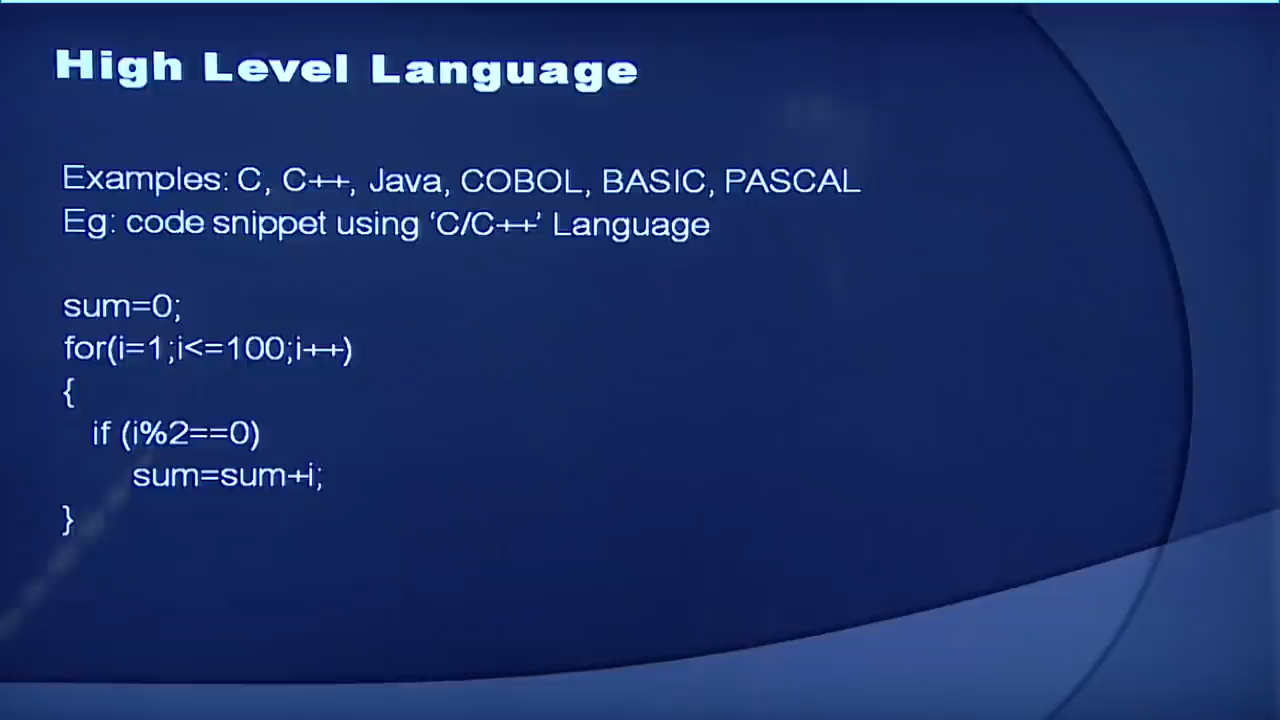 High Level Language
Examples: C, C++, Java, COBOL, BASIC, PASCAL
Eg: code snippet using ‘C/C++’ Language
sum=0;
for(i=1;i<=100;i++)
{
if (i%2==0)
sum=sum+i;
}